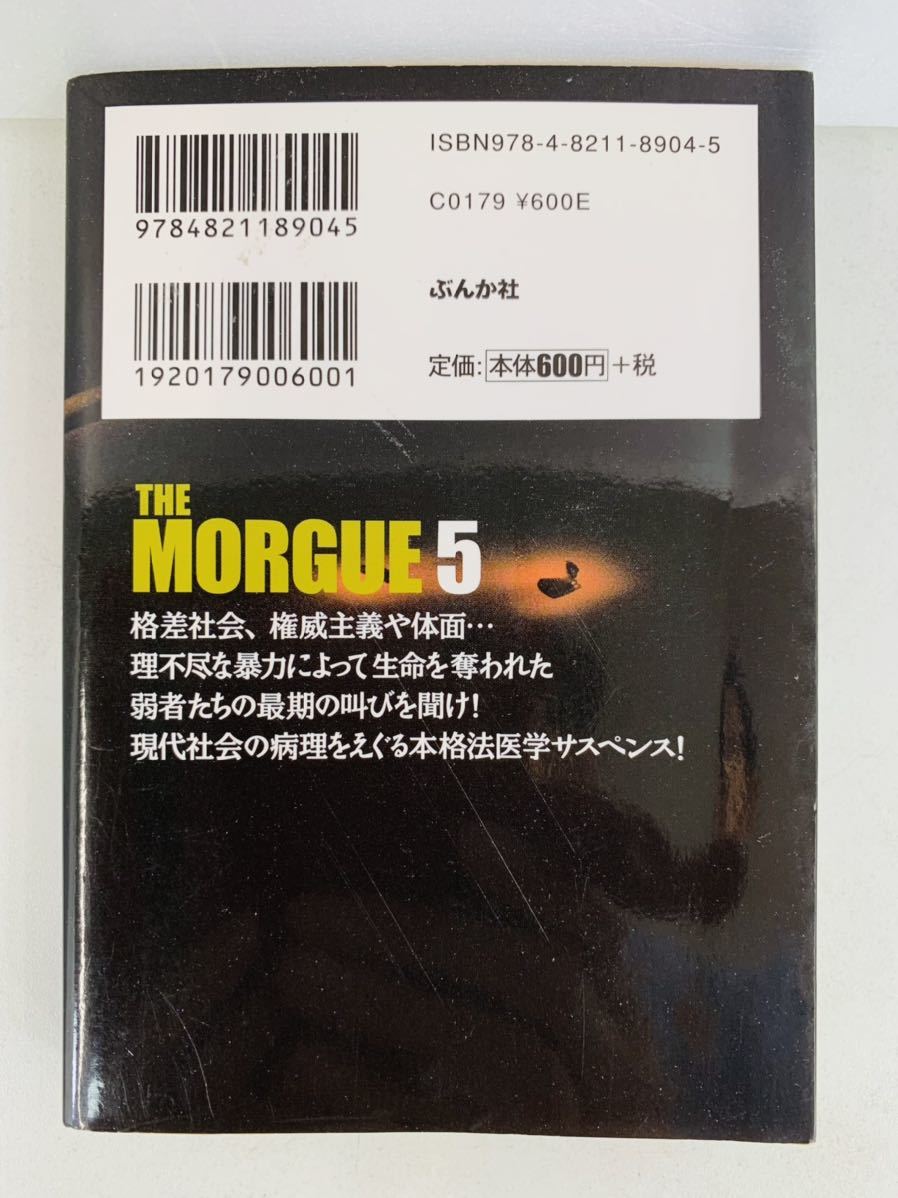 ISBN978-4-8211-8904-5
C0179 ¥600E
9784821189045
ぶんか社
定価:本体600円+税
1920179006001
THE
MORGUE 5
格差社会、権威主義や体面…
理不尽な暴力によって生命を奪われた
弱者たちの最期の叫びを聞け!
現代社会の病理をえぐる本格法医学サスペンス!